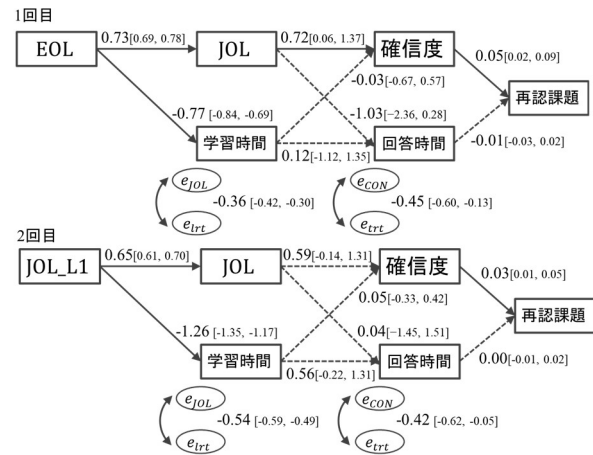 1回目
EOL
0.73[0.69, 0.78]
JOL
0.72[0.06, 1.37]
確信度
0.05[0.02, 0.09]
-0.03[-0.67, 0.57]
再認課題
-0.77 [-0.84, -0.69]
-1.03[−2.36, 0.28]
学習時間
0.12[-1.12, 1.35]
回答時間
-0.01[-0.03, 0.02]
eJOL
-0.36 [-0.42, -0.30]
elrt
eCON
-0.45 [-0.60, -0.13]
etrt
2回目
JOL_L1
0.65[0.61, 0.70]
JOL
0.59[-0.14, 1.31]
確信度
0.03[0.01, 0.05]
0.05[-0.33, 0.42]
再認課題
-1.26 [-1.35, -1.17]
0.04[−1.45, 1.51]
学習時間
0.56[-0.22, 1.31]
回答時間
0.00[-0.01, 0.02]
eJOL
-0.54 [-0.59, -0.49]
elrt
eCON
-0.42 [-0.62, -0.05]
etrt